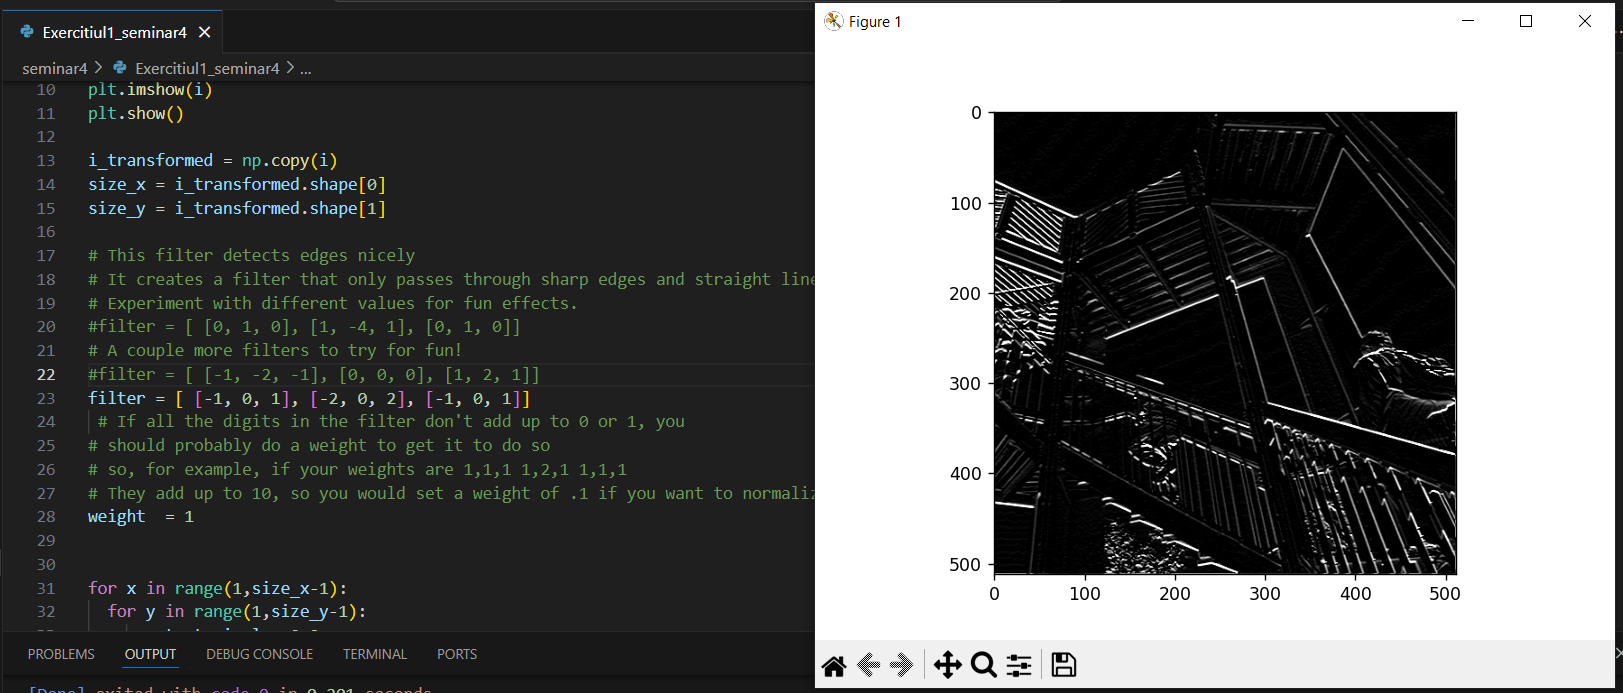 Exercitiul1_seminar4
seminar4 > Exercitiul1_seminar4 > ...
10 plt.imshow(i)
11 plt.show()
12
13 i_transformed = np.copy(i)
14 size_x = i_transformed.shape[0]
15 size_y = i_transformed.shape[1]
16
17 # This filter detects edges nicely
18 # It creates a filter that only passes through sharp edges and straight line
19 # Experiment with different values for fun effects.
20 #filter = [ [0, 1, 0], [1, -4, 1], [0, 1, 0]]
21 # A couple more filters to try for fun!
22 #filter = [ [-1, -2, -1], [0, 0, 0], [1, 2, 1]]
23 filter = [ [-1, 0, 1], [-2, 0, 2], [-1, 0, 1]]
24 # If all the digits in the filter don't add up to 0 or 1, you
25 # should probably do a weight to get it to do so
26 # so, for example, if your weights are 1,1,1 1,2,1 1,1,1
27 # They add up to 10, so you would set a weight of .1 if you want to normaliz
28 weight  = 1
29
30
31 for x in range(1,size_x-1):
32 for y in range(1,size_y-1):
PROBLEMS OUTPUT DEBUG CONSOLE TERMINAL PORTS
[Done] exited with code=0 in 0.301 seconds
Figure 1
0
100
200
300
400
500
0 100 200 300 400 500